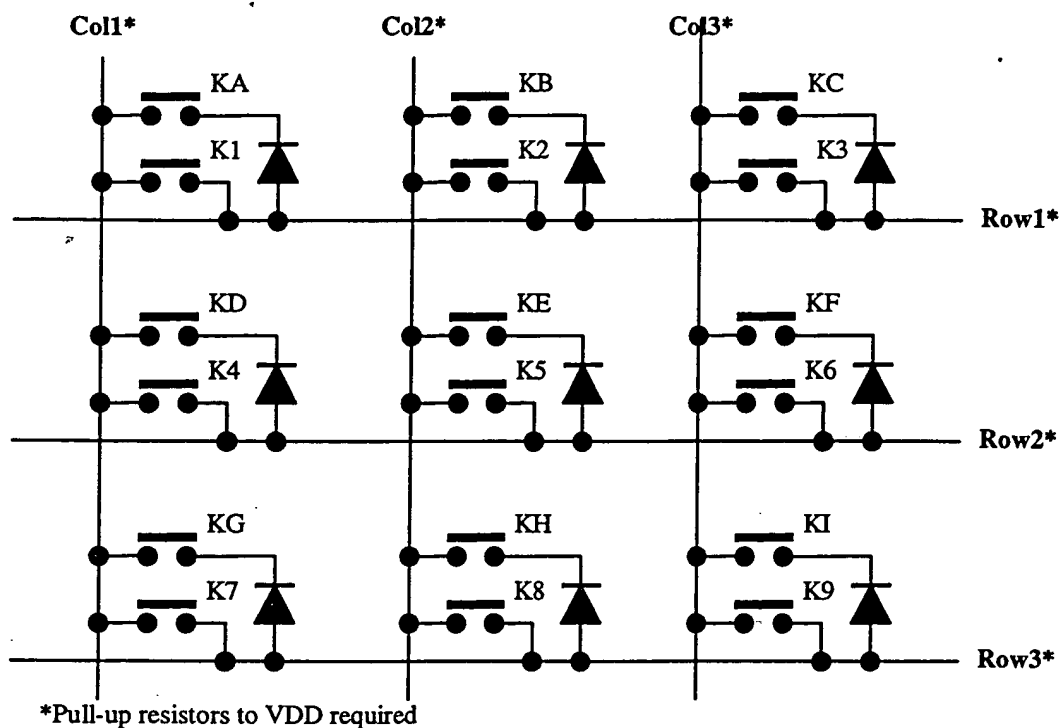 Col1* Col2* Col3*
KA KB KC
K1 K2 K3
Row1*
KD KE KF
K4 K5 K6
Row2*
KG KH KI
K7 K8 K9
Row3*
*Pull-up resistors to VDD required